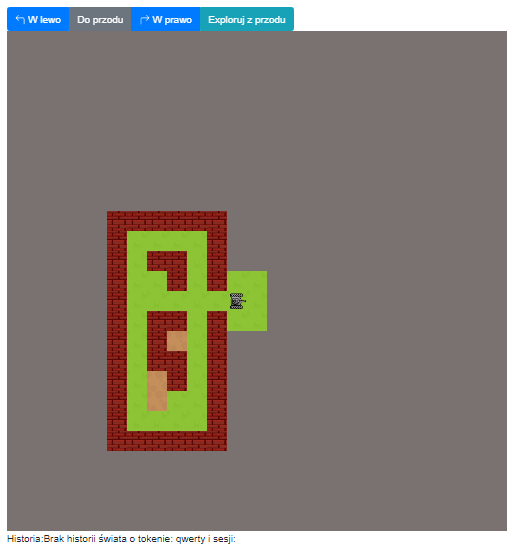 W lewo Do przodu W prawo Exploruj z przodu
Historia:Brak historii świata o tokenie: qwerty i sesji: